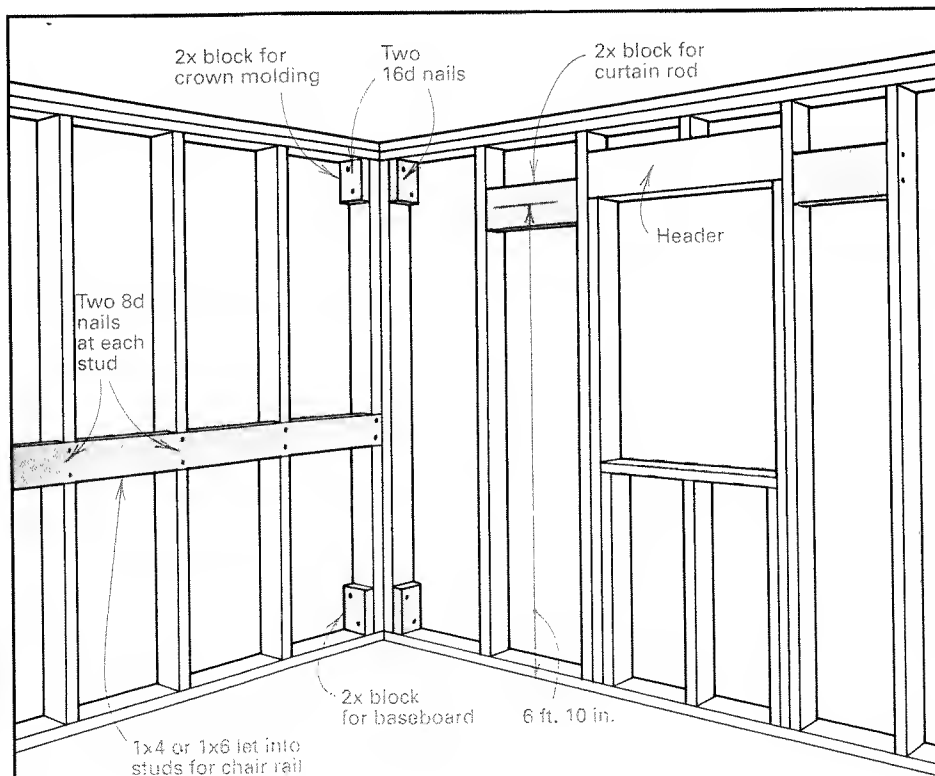 2x block for
crown molding
Two
16d nails
2x block for
curtain rod
Header
Two 8d
nails
at each
stud
2x block
for baseboard
6 ft. 10 in.
1x4 or 1x6 let into
studs for chair rail